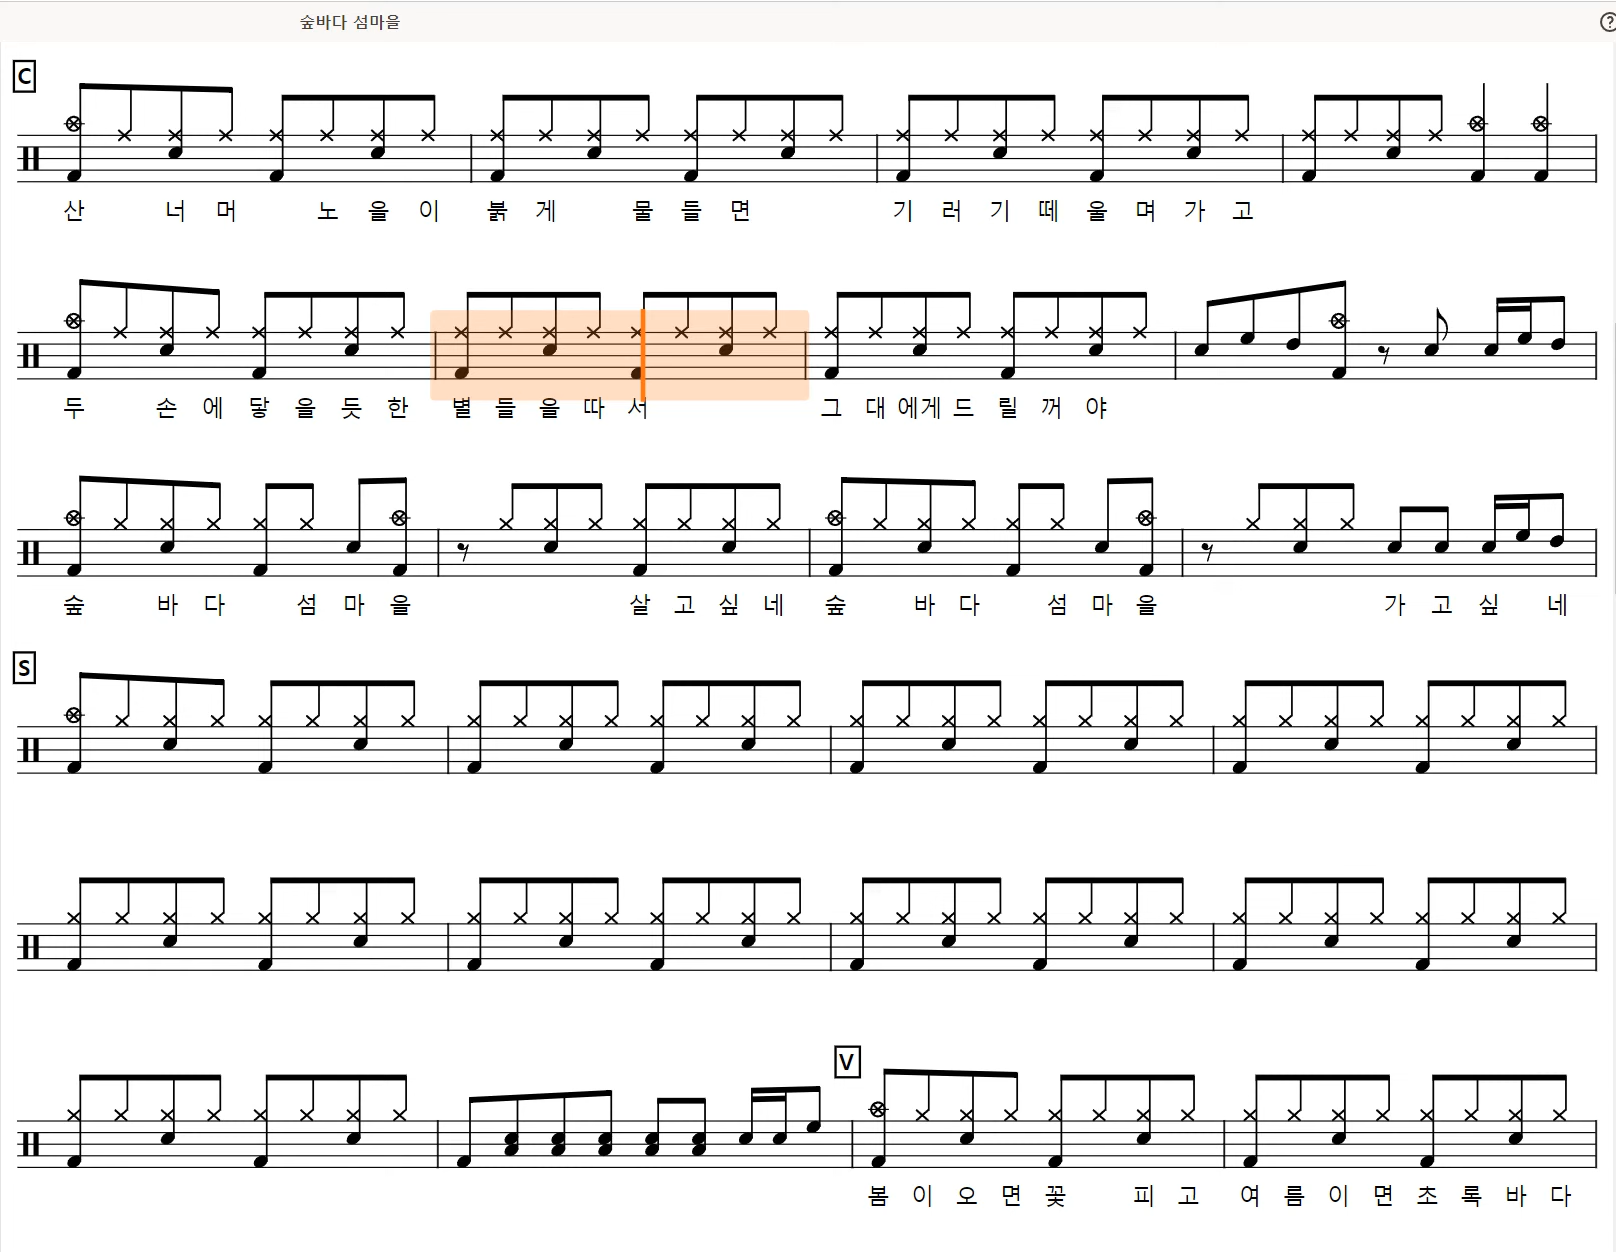 숲바다 섬마을
C
산 너 머 노 을 이 붉 게 물 들 면 기 러 기 떼 울 며 가 고
두 손 에 닿 을 듯 한 별 들 을 따 서 그 대 에게 드 릴 꺼 야
숲 바 다 섬 마 을 살 고 싶 네 숲 바 다 섬 마 을 가 고 싶 네
S
V
봄 이 오 면 꽃 피 고 여 름 이 면 초 록 바 다